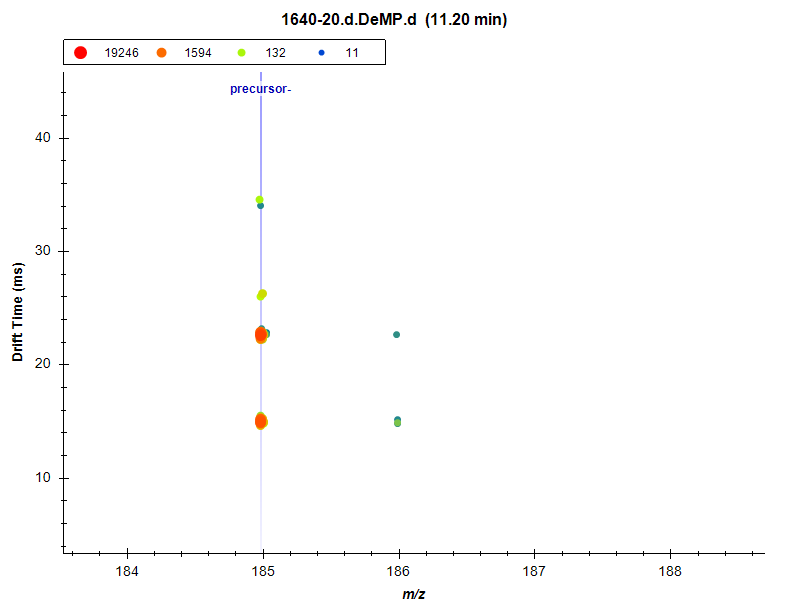 1640-20.d.DeMP.d (11.20 min)
19246 1594 132 11
precursor-
40
30
20
10
Drift Time (ms)
184 185 186 187 188
m/z